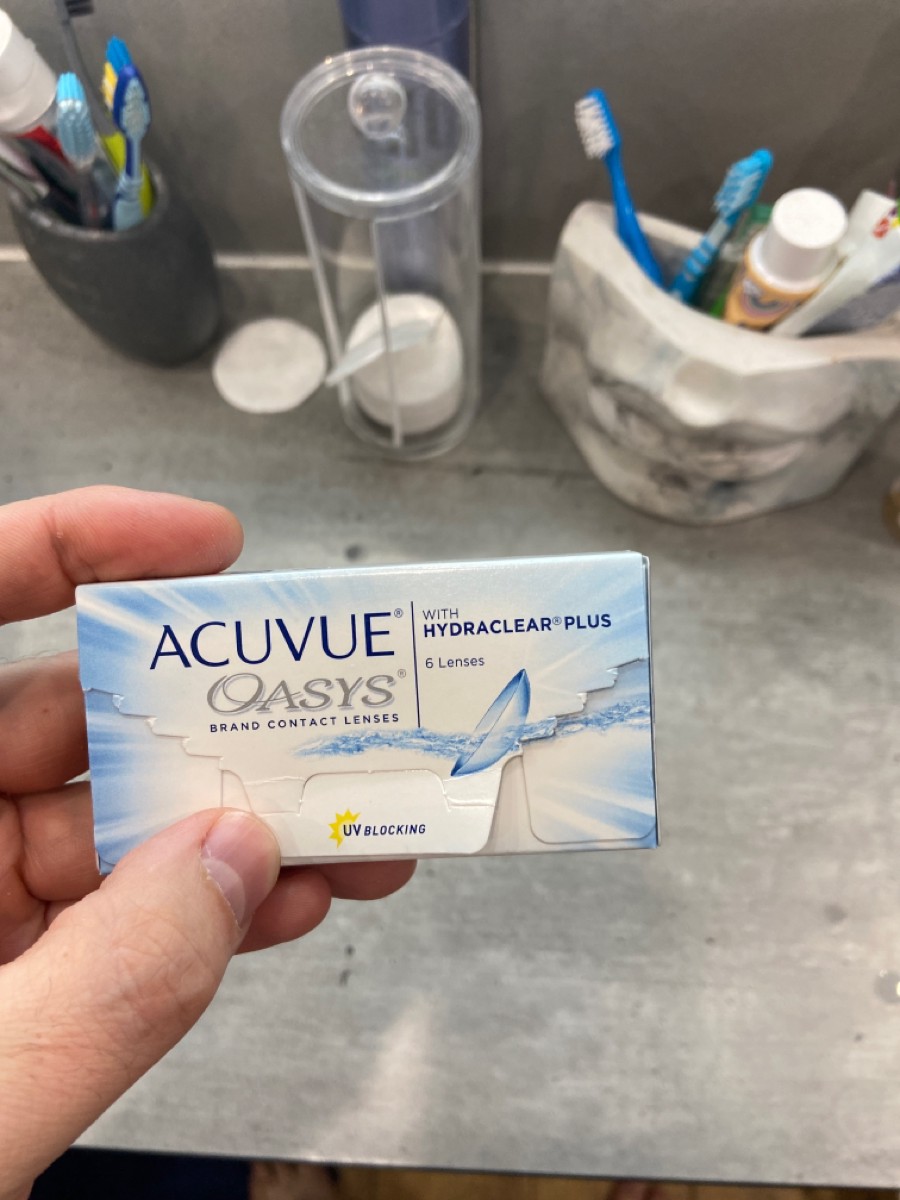 ACUVUE®
OASYS®
BRAND CONTACT LENSES
WITH
HYDRACLEAR® PLUS
6 Lenses
UV BLOCKING